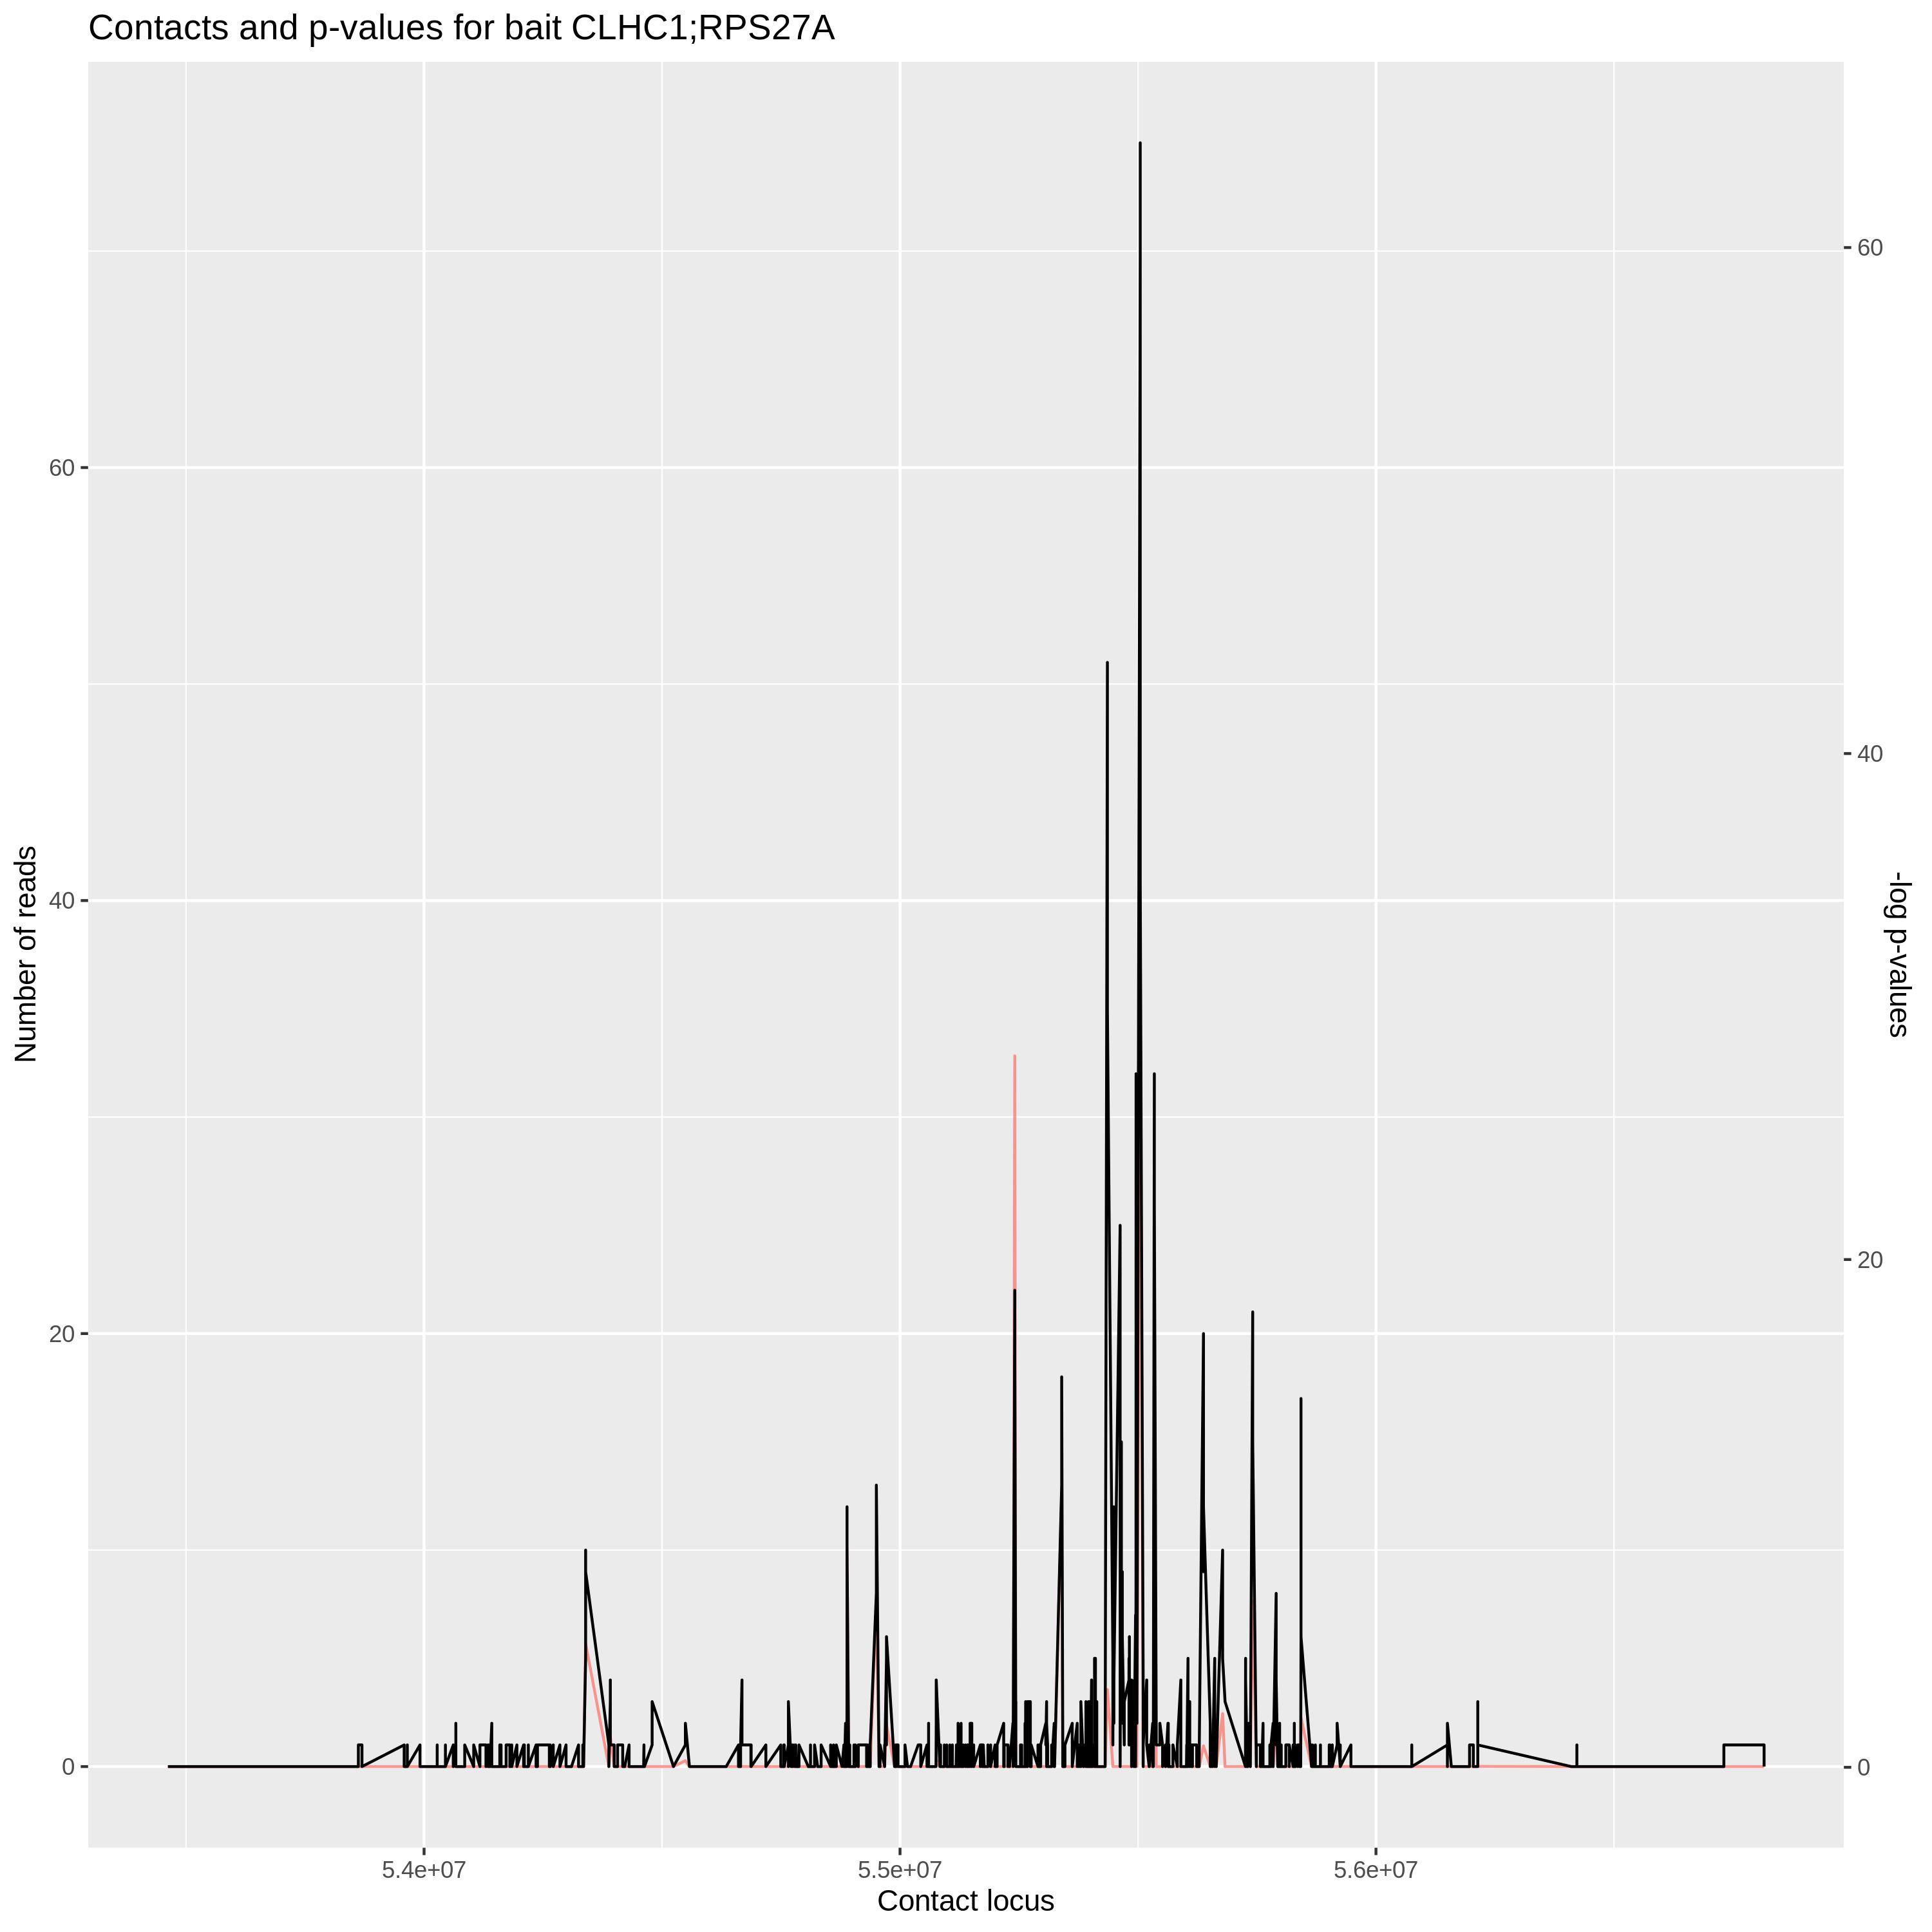 Contacts and p-values for bait CLHC1;RPS27A
60
40
20
0
Number of reads
60
40
20
0
-log p-values
5.4e+07 5.5e+07 5.6e+07
Contact locus